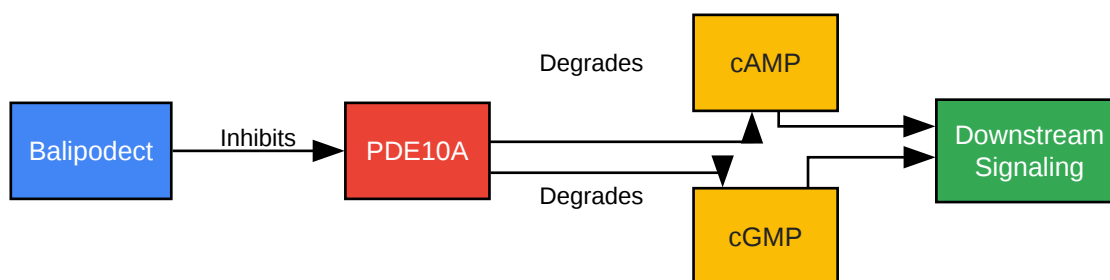 Degrades
cAMP
Balipodect
Inhibits
PDE10A
Downstream
Signaling
Degrades
cGMP